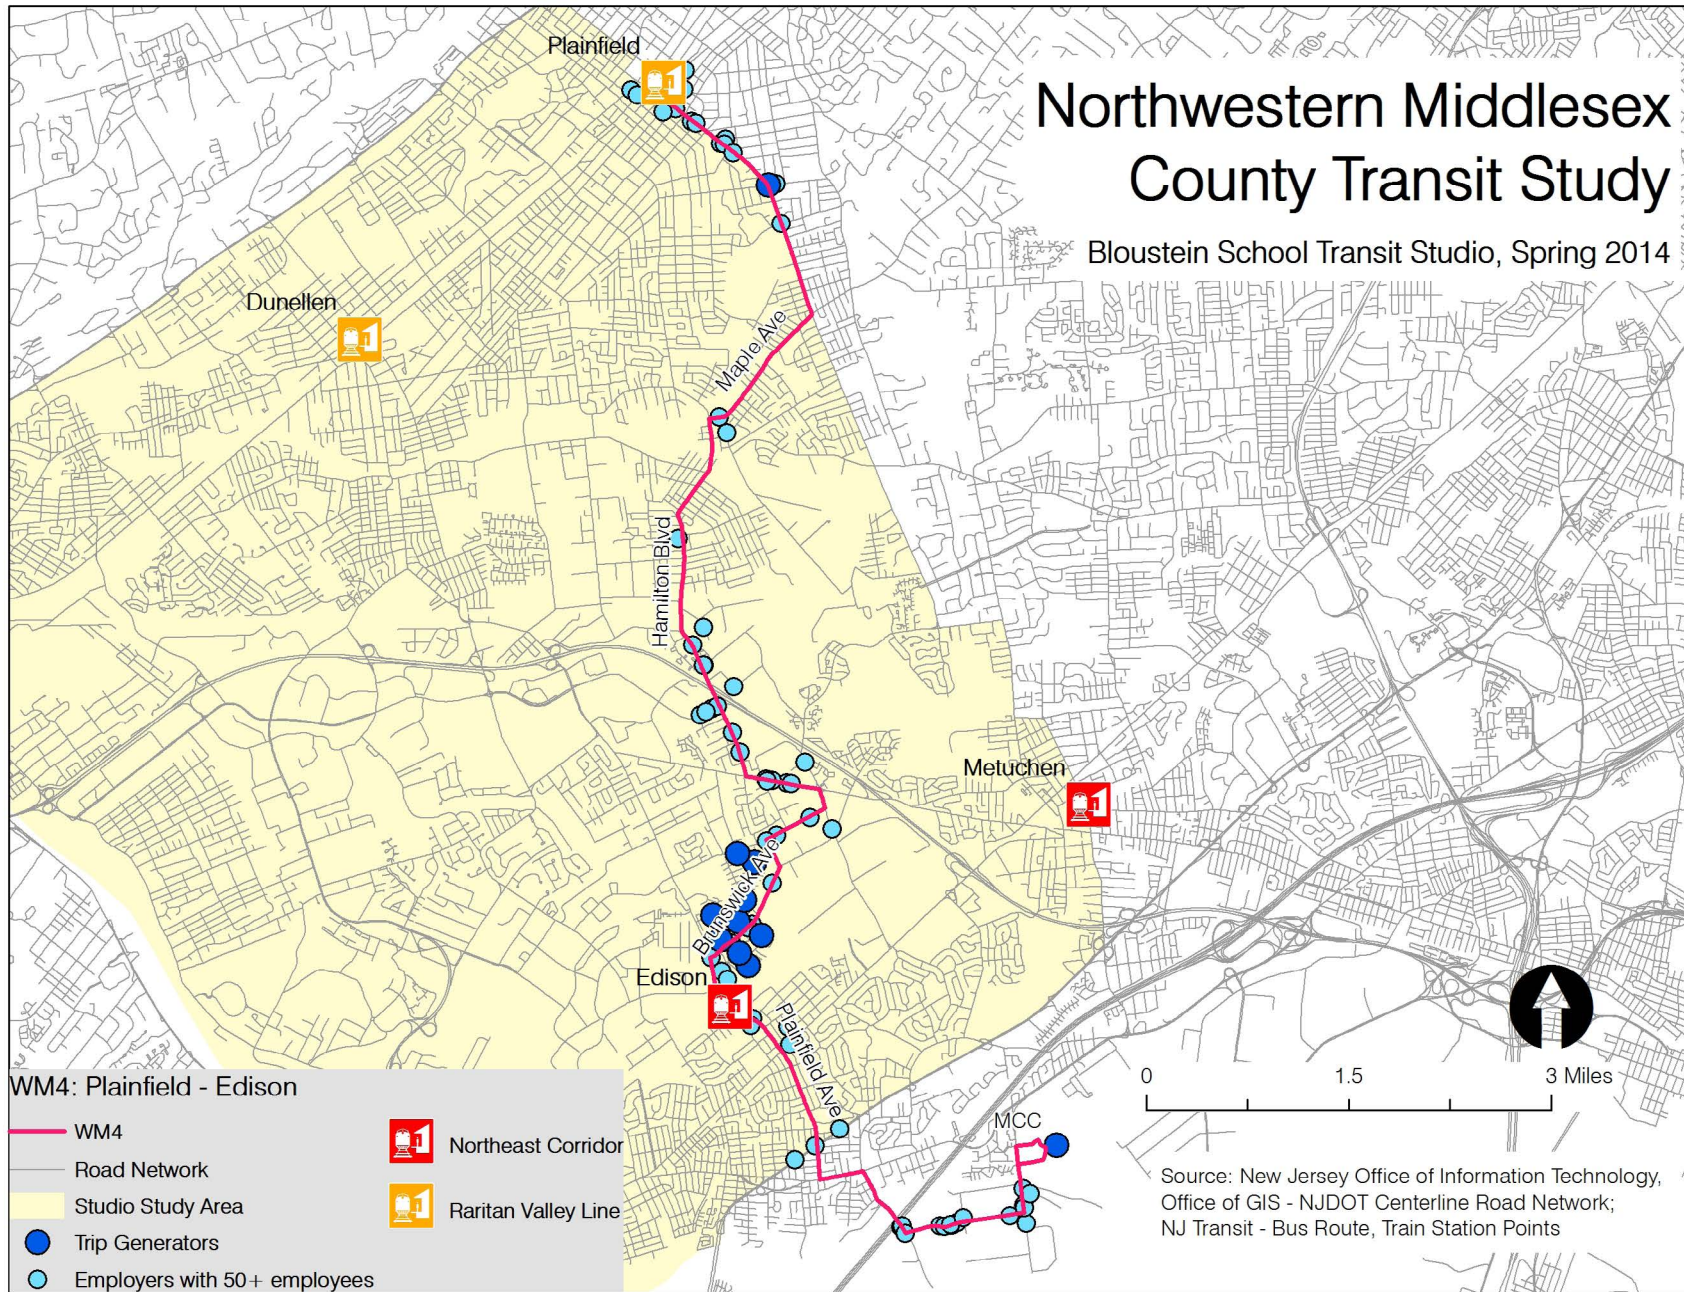 Plainfield
Northwestern Middlesex
County Transit Study
Bloustein School Transit Studio, Spring 2014
Dunellen
Maple Ave
Hamilton Blvd
Metuchen
Brunswick Ave
Edison
Plainfield Ave
MCC
0 1.5 3 Miles
WM4: Plainfield - Edison
WM4
Road Network
Studio Study Area
Trip Generators
Employers with 50+ employees
Northeast Corridor
Raritan Valley Line
Source: New Jersey Office of Information Technology,
Office of GIS - NJDOT Centerline Road Network;
NJ Transit - Bus Route, Train Station Points